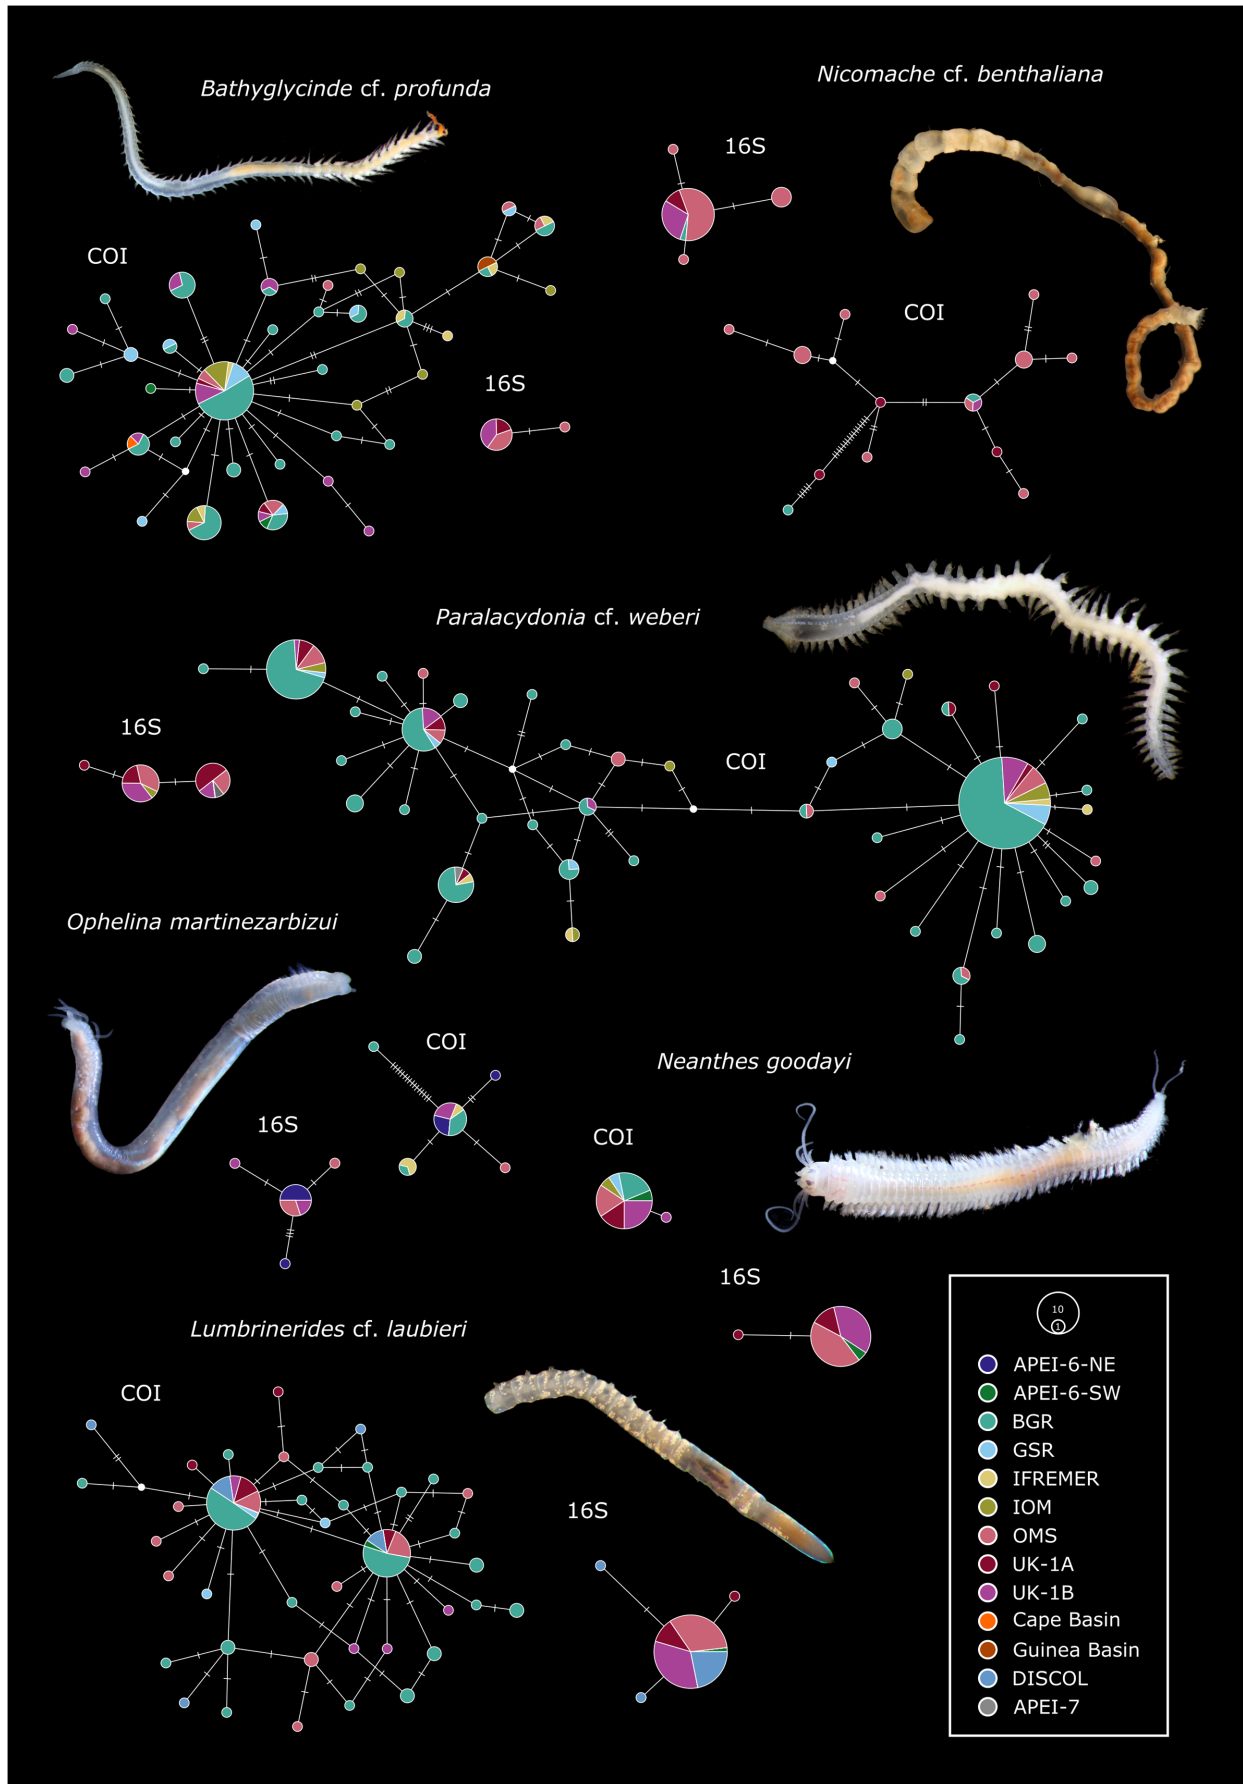 Bathyglycinde cf. profunda
Nicomache cf. benthaliana
16S
COI
COI
16S
Paralacydonia cf. weberi
16S
COI
Ophelina martinezarbizui
COI
16S
Neanthes goodayi
COI
16S
Lumbrinerides cf. laubieri
COI
16S
10
1
APEI-6-NE
APEI-6-SW
BGR
GSR
IFREMER
IOM
OMS
UK-1A
UK-1B
Cape Basin
Guinea Basin
DISCOL
APEI-7